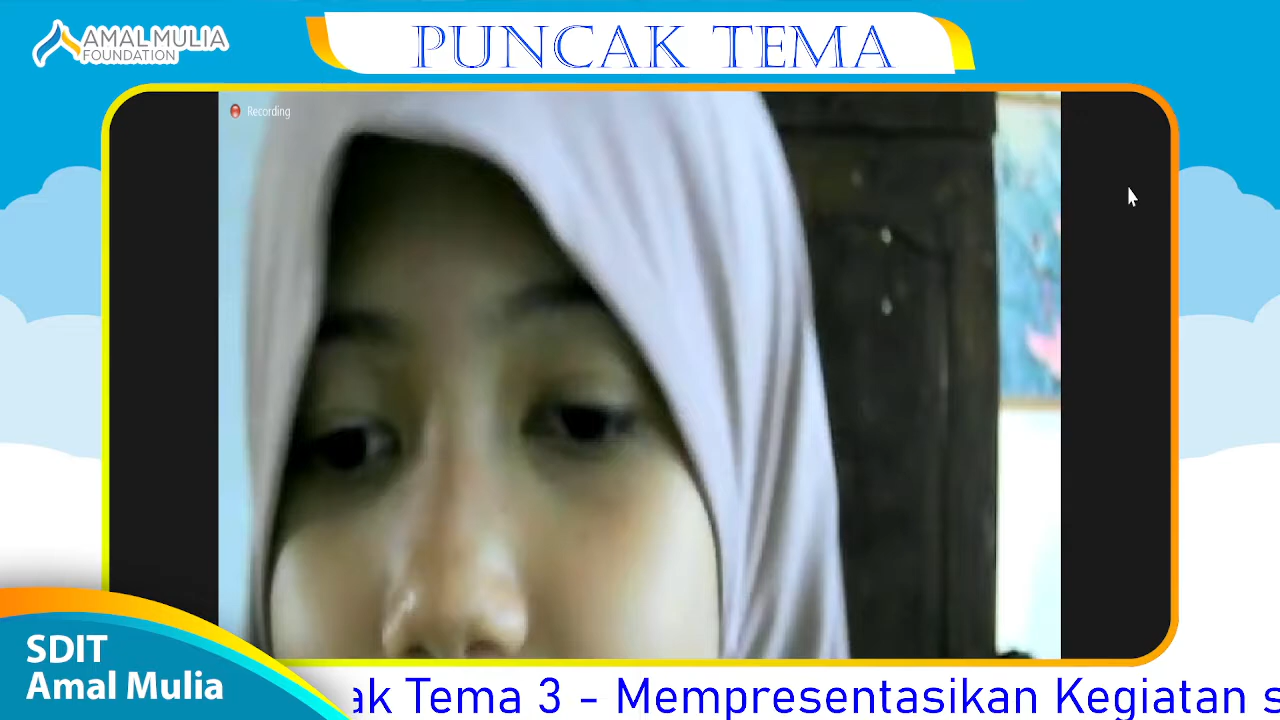 AMAL MULIA
FOUNDATION
PUNCAK TEMA
Recording
SDIT
Amal Mulia
ak Tema 3 - Mempresentasikan Kegiatan s